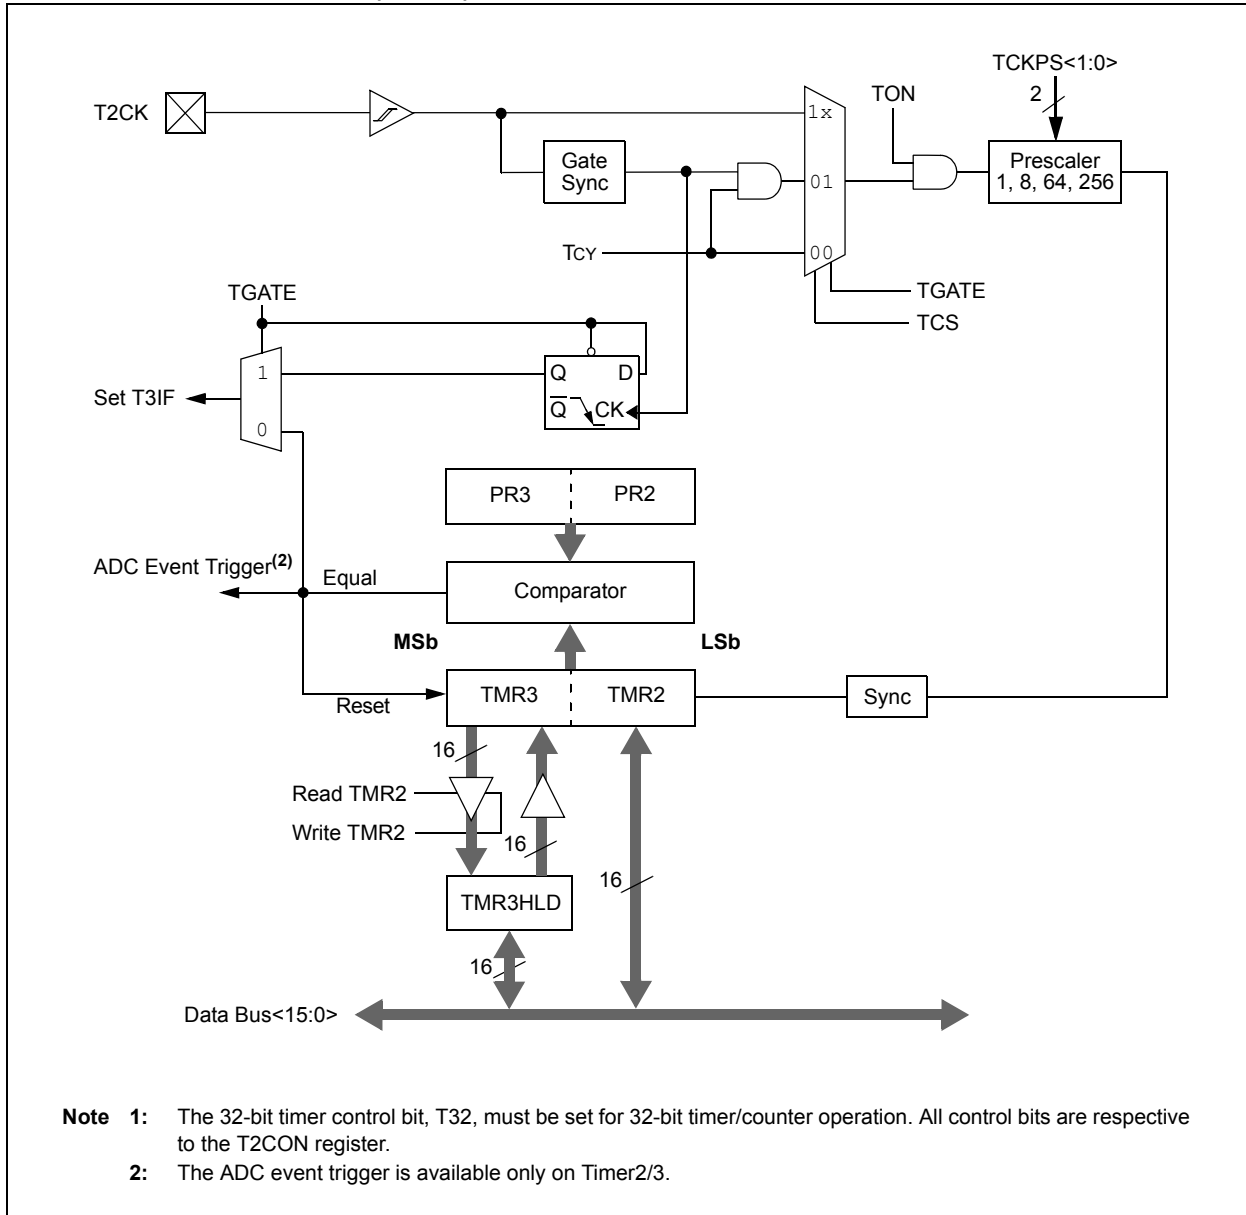 TCKPS<1:0>
2
TON
T2CK
1x
Gate
Sync
Prescaler
1, 8, 64, 256
01
TCY
00
TGATE
TCS
TGATE
1
Q
D
Set T3IF
Q
CK
0
PR3
PR2
ADC Event Trigger(2)
Equal
Comparator
MSb
LSb
TMR3
TMR2
Sync
Reset
16
Read TMR2
Write TMR2
16
16
TMR3HLD
16
Data Bus<15:0>
Note 1: The 32-bit timer control bit, T32, must be set for 32-bit timer/counter operation. All control bits are respective
to the T2CON register.
2: The ADC event trigger is available only on Timer2/3.